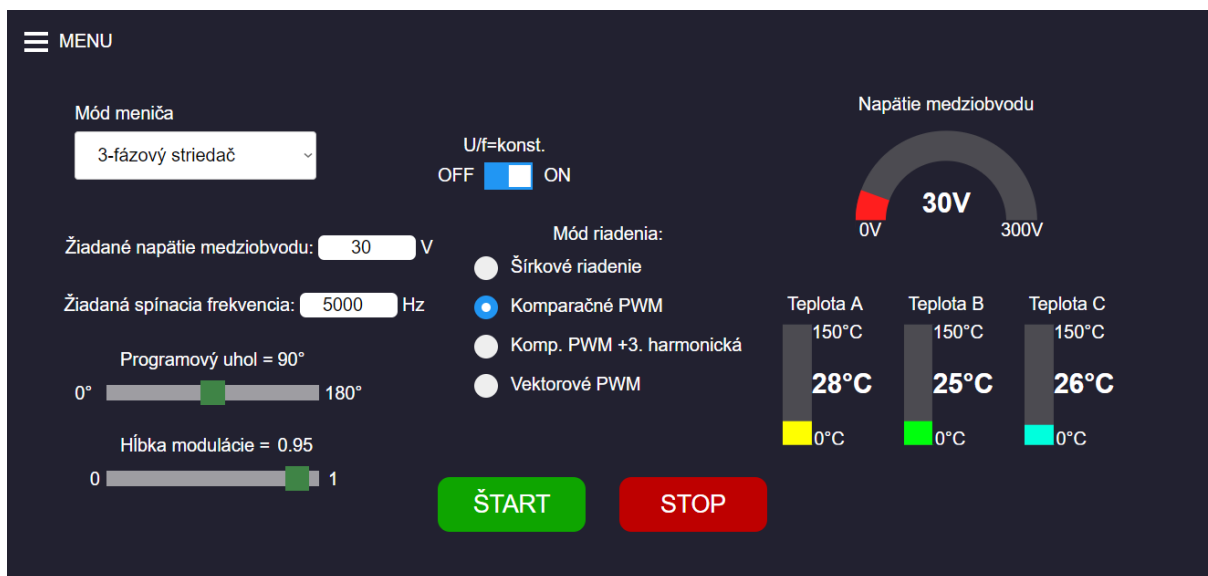 MENU
Mód meniča
3-fázový striedač
Žiadané napätie medziobvodu: 30 V
Žiadaná spínacia frekvencia: 5000 Hz
Programový uhol = 90°
0° 180°
Hĺbka modulácie = 0.95
0 1
U/f=konst.
OFF ON
Mód riadenia:
Šírkové riadenie
Komparačné PWM
Komp. PWM +3. harmonická
Vektorové PWM
ŠTART STOP
Napätie medziobvodu
30V
0V 300V
Teplota A Teplota B Teplota C
150°C 150°C 150°C
28°C 25°C 26°C
0°C 0°C 0°C